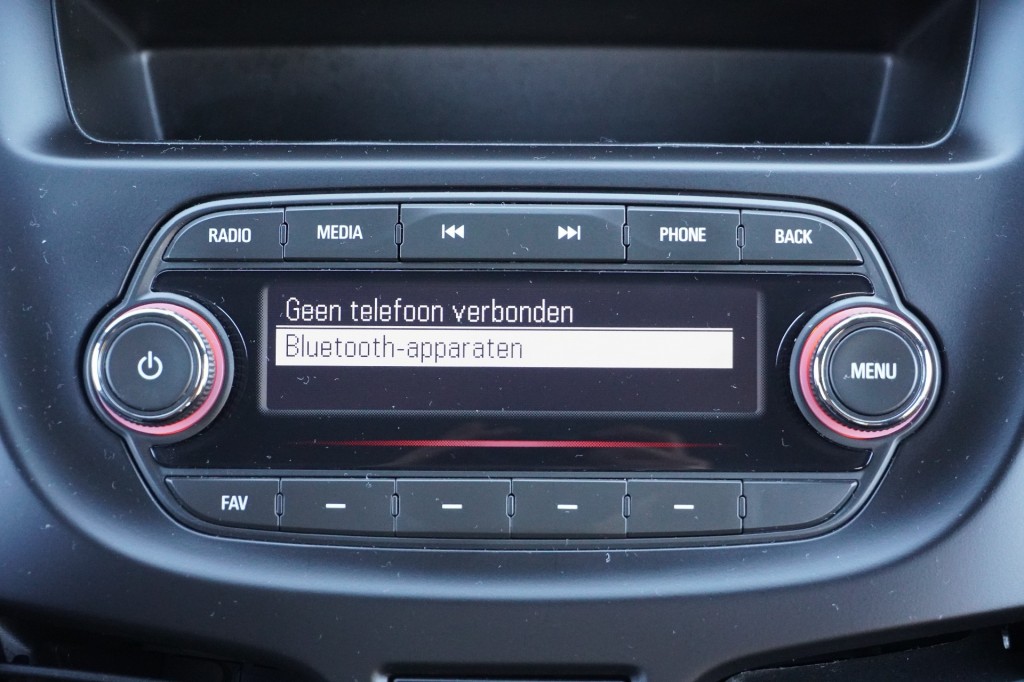 RADIO MEDIA PHONE BACK
Geen telefoon verbonden
Bluetooth-apparaten
MENU
FAV